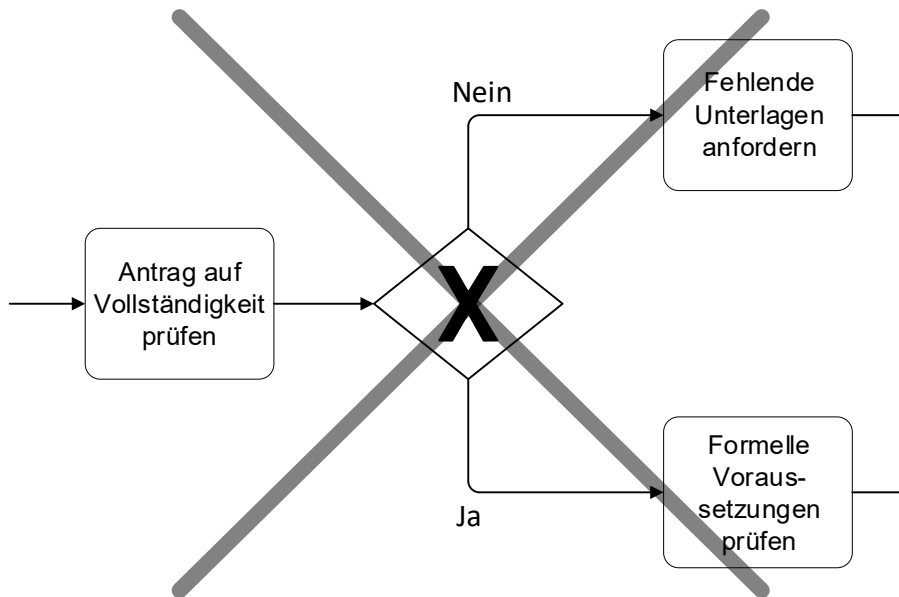 Nein
Fehlende
Unterlagen
anfordern
Antrag auf
Vollständigkeit
prüfen
X
Ja
Formelle
Voraus-
setzungen
prüfen